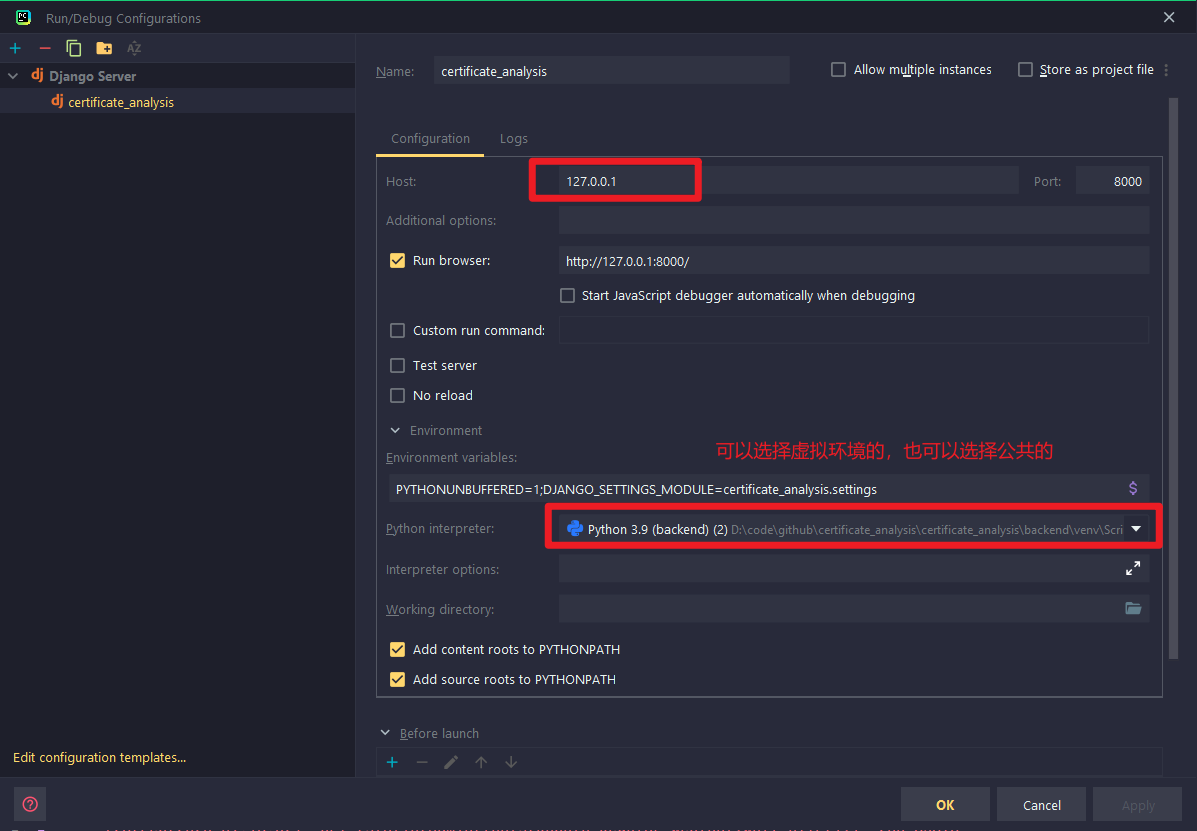 Run/Debug Configurations
Django Server
certificate_analysis
Name: certificate_analysis
Allow multiple instances
Store as project file
Configuration
Logs
Host: 127.0.0.1
Port: 8000
Additional options:
Run browser: http://127.0.0.1:8000/
Start JavaScript debugger automatically when debugging
Custom run command:
Test server
No reload
Environment
可以选择虚拟环境的，也可以选择公共的
Environment variables:
PYTHONUNBUFFERED=1;DJANGO_SETTINGS_MODULE=certificate_analysis.settings
Python interpreter: Python 3.9 (backend) (2) D:\code\github\certificate_analysis\certificate_analysis\backend\venv\Scri
Interpreter options:
Working directory:
Add content roots to PYTHONPATH
Add source roots to PYTHONPATH
Before launch
Edit configuration templates...
OK
Cancel
Apply